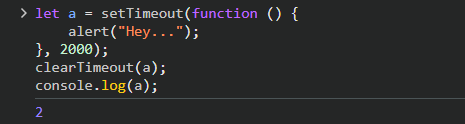 let a = setTimeout(function () {
    alert("Hey...");
}, 2000);
clearTimeout(a);
console.log(a);
2